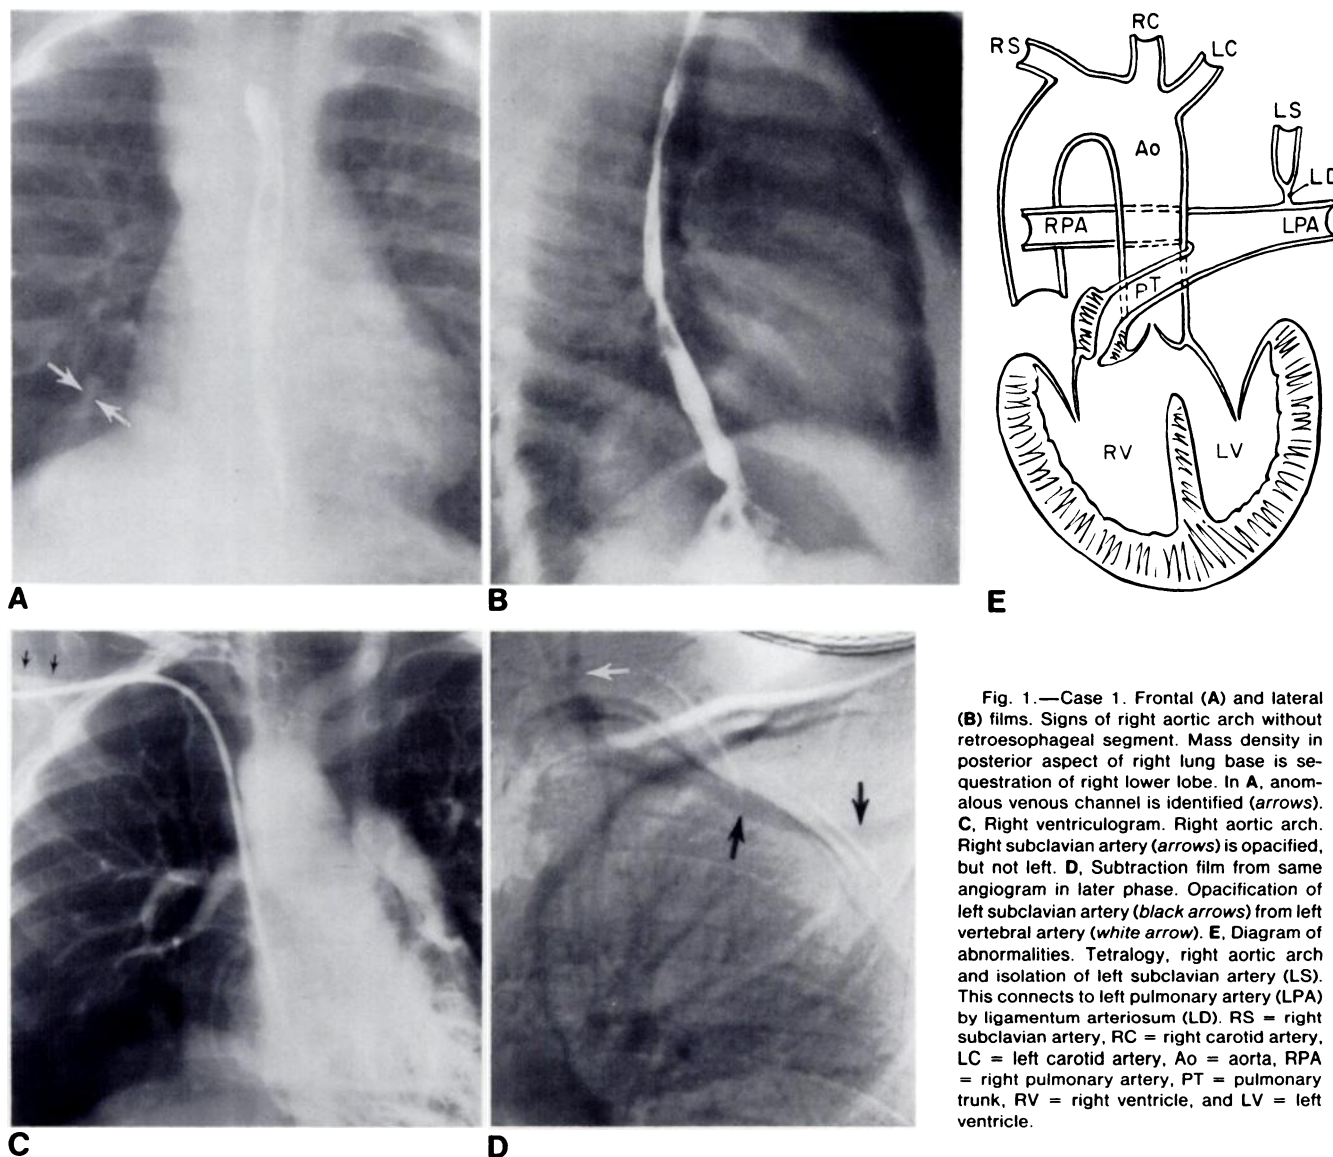 RC
RS
LC
LS
Ao
LD
RPA
LPA
PT
RV
LV
A
B
E
Fig. 1.—Case 1. Frontal (A) and lateral
(B) films. Signs of right aortic arch without
retroesophageal segment. Mass density in
posterior aspect of right lung base is se-
questration of right lower lobe. In A, anom-
alous venous channel is identified (arrows).
C, Right ventriculogram. Right aortic arch.
Right subclavian artery (arrows) is opacified,
but not left. D, Subtraction film from same
angiogram in later phase. Opacification of
left subclavian artery (black arrows) from left
vertebral artery (white arrow). E, Diagram of
abnormalities. Tetralogy, right aortic arch
and isolation of left subclavian artery (LS).
This connects to left pulmonary artery (LPA)
by ligamentum arteriosum (LD). RS = right
subclavian artery, RC = right carotid artery,
LC = left carotid artery, Ao = aorta, RPA
= right pulmonary artery, PT = pulmonary
trunk, RV = right ventricle, and LV = left
ventricle.
C
D